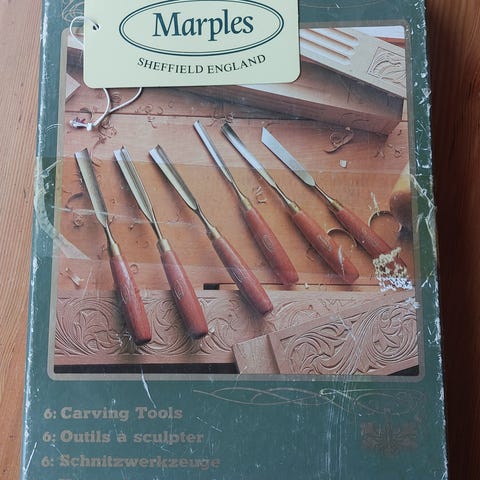 Marples
SHEFFIELD ENGLAND
6: Carving Tools
6: Outils à sculpter
6: Schnitzwerkzeuge